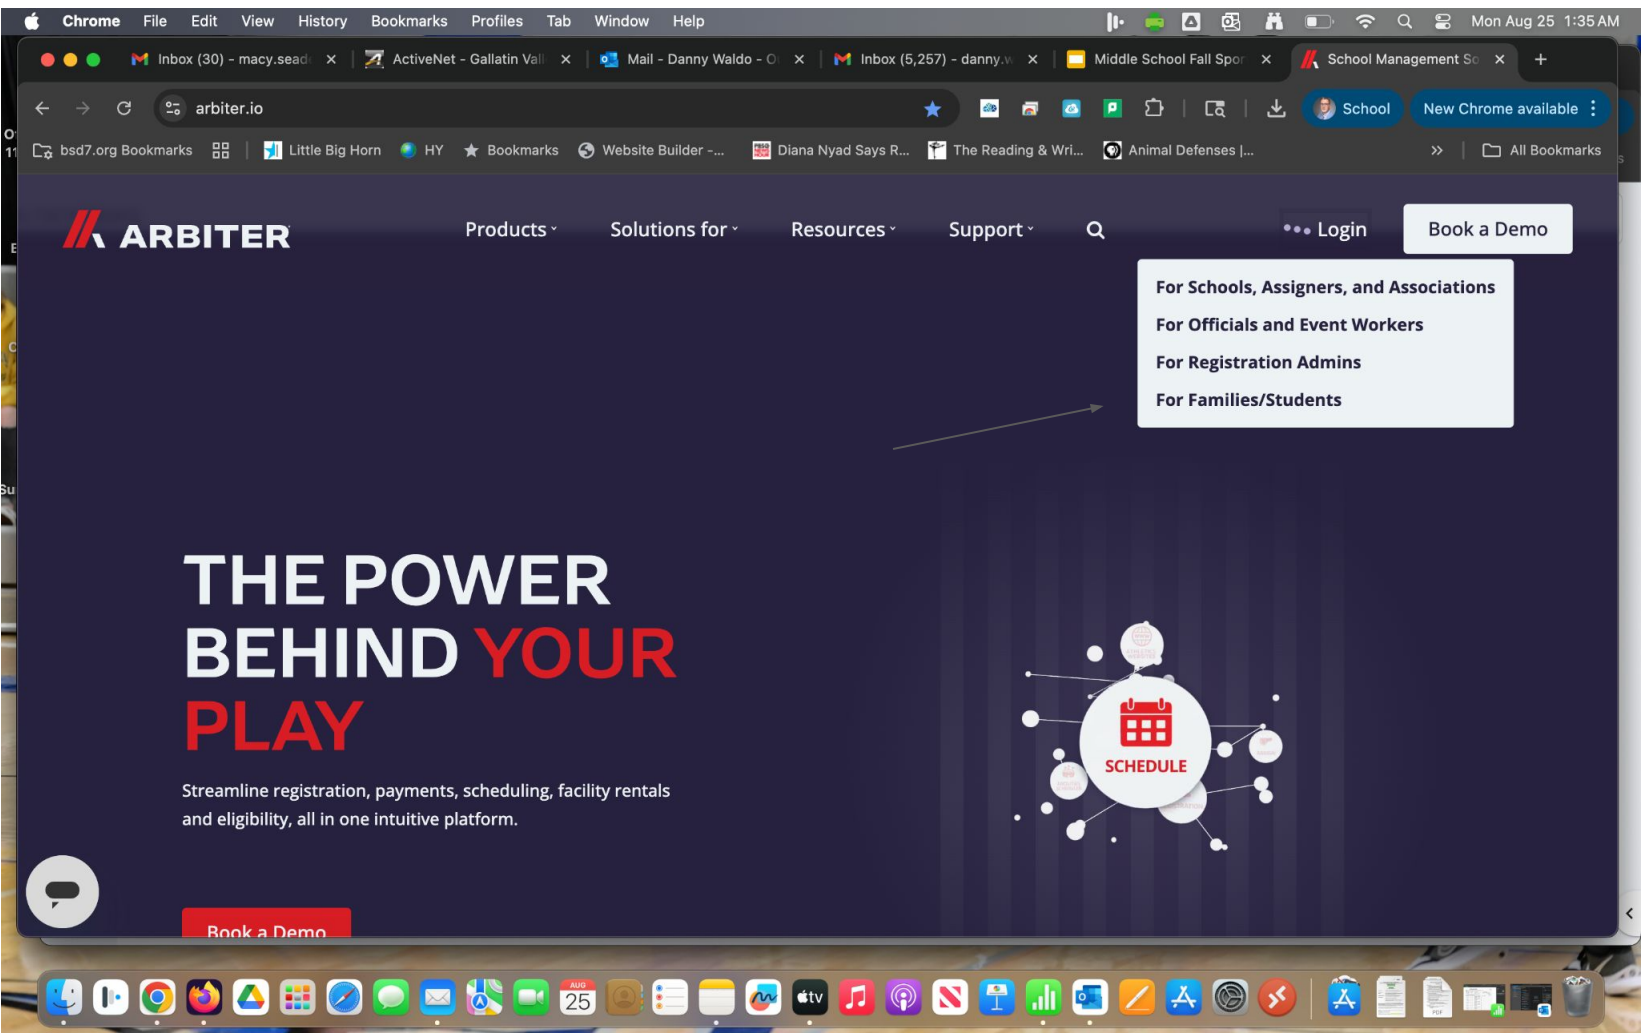 Chrome File Edit View History Bookmarks Profiles Tab Window Help Mon Aug 25 1:35 AM
Inbox (30) - macy.sead ActiveNet - Gallatin Vall Mail - Danny Waldo - O Inbox (5,257) - danny.w Middle School Fall Spor School Management So
arbiter.io School New Chrome available
bsd7.org Bookmarks Little Big Horn HY Bookmarks Website Builder -... Diana Nyad Says R... The Reading & Wri... Animal Defenses |... All Bookmarks
ARBITER Products Solutions for Resources Support Login Book a Demo
For Schools, Assigners, and Associations
For Officials and Event Workers
For Registration Admins
For Families/Students
THE POWER
BEHIND YOUR
PLAY
SCHEDULE
Streamline registration, payments, scheduling, facility rentals
and eligibility, all in one intuitive platform.
Book a Demo
AUG
25
tv
PDF